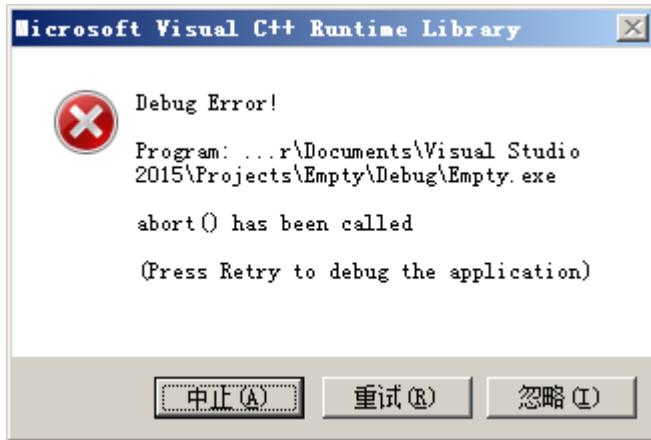 Microsoft Visual C++ Runtime Library
Debug Error!
Program: ...r\Documents\Visual Studio
2015\Projects\Empty\Debug\Empty.exe
abort() has been called
(Press Retry to debug the application)
中止(A) 重试(R) 忽略(I)